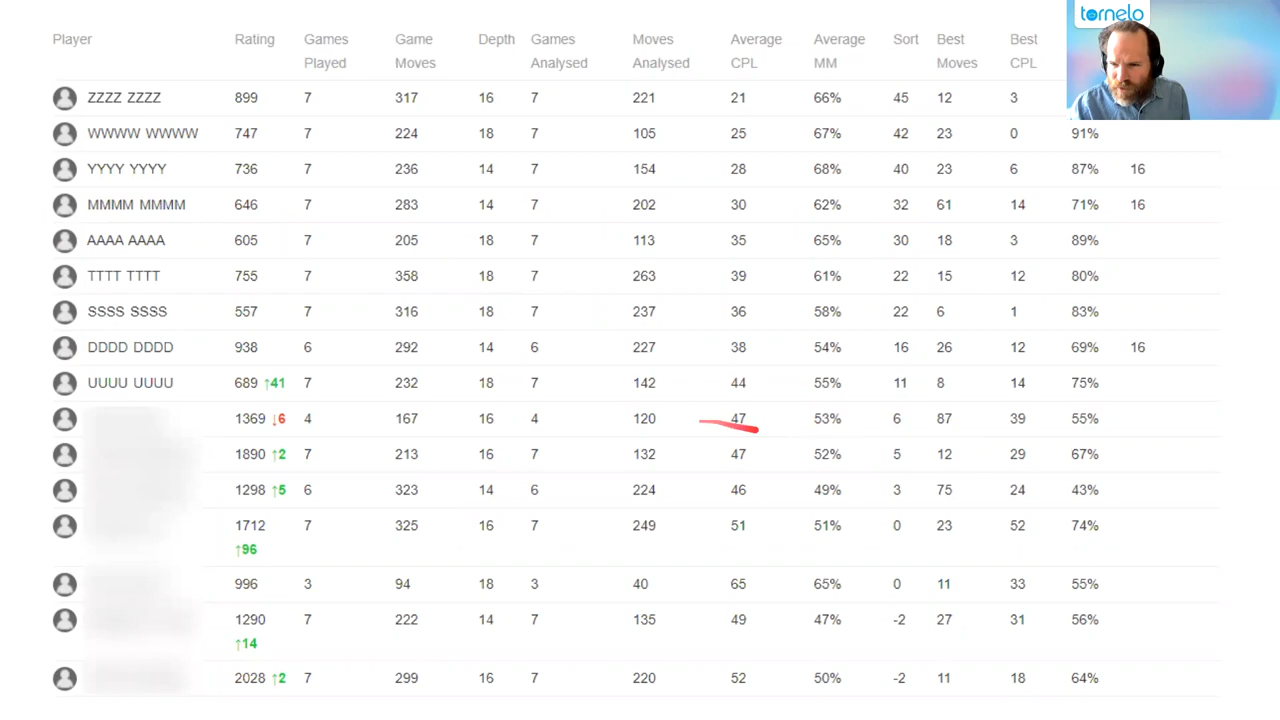 tornelo
Player Rating Games Played Game Moves Depth Games Analysed Moves Analysed Average CPL Average MM Sort Best Moves Best CPL
ZZZZ ZZZZ 899 7 317 16 7 221 21 66% 45 12 3
WWWW WWWW 747 7 224 18 7 105 25 67% 42 23 0 91%
YYYY YYYY 736 7 236 14 7 154 28 68% 40 23 6 87% 16
MMMM MMMM 646 7 283 14 7 202 30 62% 32 61 14 71% 16
AAAA AAAA 605 7 205 18 7 113 35 65% 30 18 3 89%
TTTT TTTT 755 7 358 18 7 263 39 61% 22 15 12 80%
SSSS SSSS 557 7 316 18 7 237 36 58% 22 6 1 83%
DDDD DDDD 938 6 292 14 6 227 38 54% 16 26 12 69% 16
UUUU UUUU 689 ↑41 7 232 18 7 142 44 55% 11 8 14 75%
1369 ↓6 4 167 16 4 120 47 53% 6 87 39 55%
1890 ↑2 7 213 16 7 132 47 52% 5 12 29 67%
1298 ↑5 6 323 14 6 224 46 49% 3 75 24 43%
1712 ↑96 7 325 16 7 249 51 51% 0 23 52 74%
996 3 94 18 3 40 65 65% 0 11 33 55%
1290 ↑14 7 222 14 7 135 49 47% -2 27 31 56%
2028 ↑2 7 299 16 7 220 52 50% -2 11 18 64%